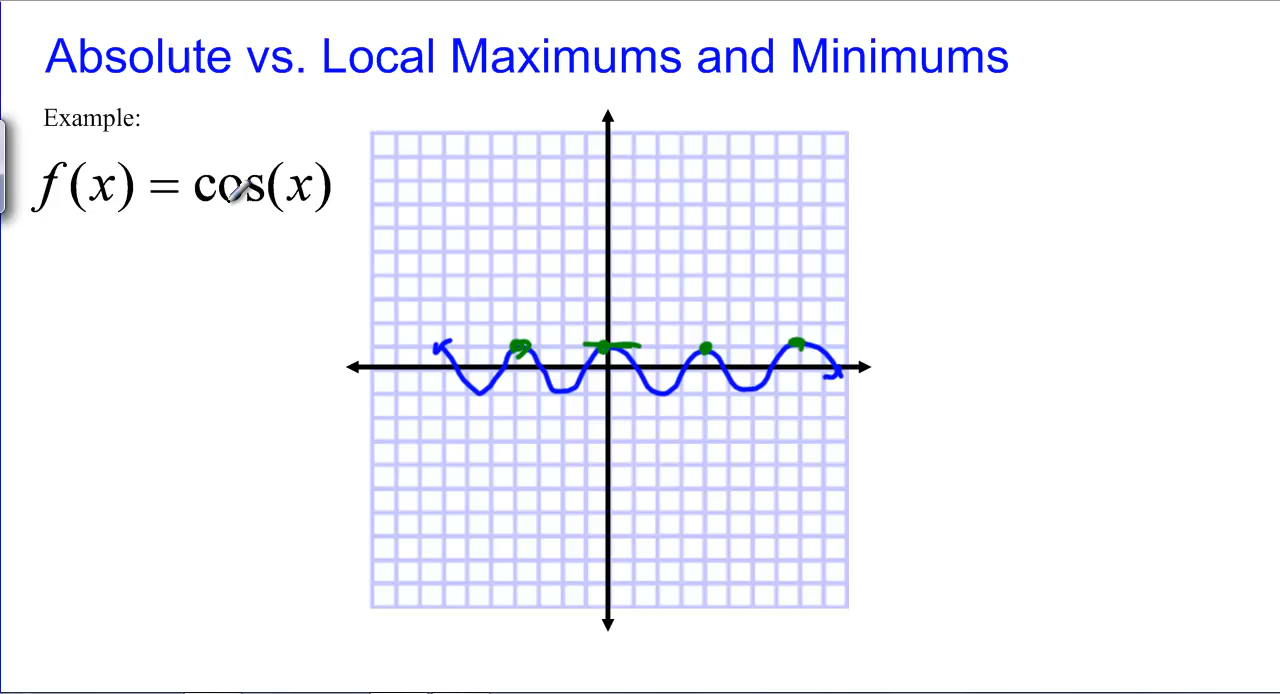 Absolute vs. Local Maximums and Minimums
Example:
f(x) = cos(x)